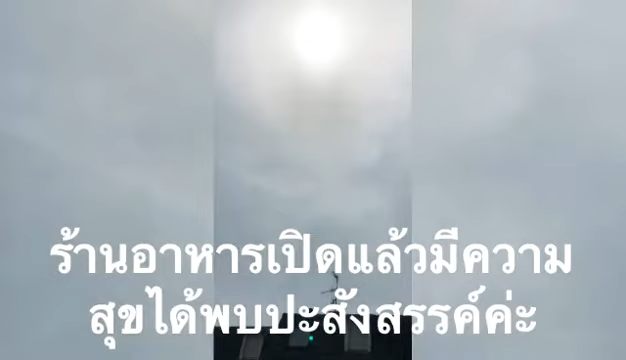 ร้านอาหารเปิดแล้วมีความ
สุขได้พบปะสังสรรค์ค่ะ